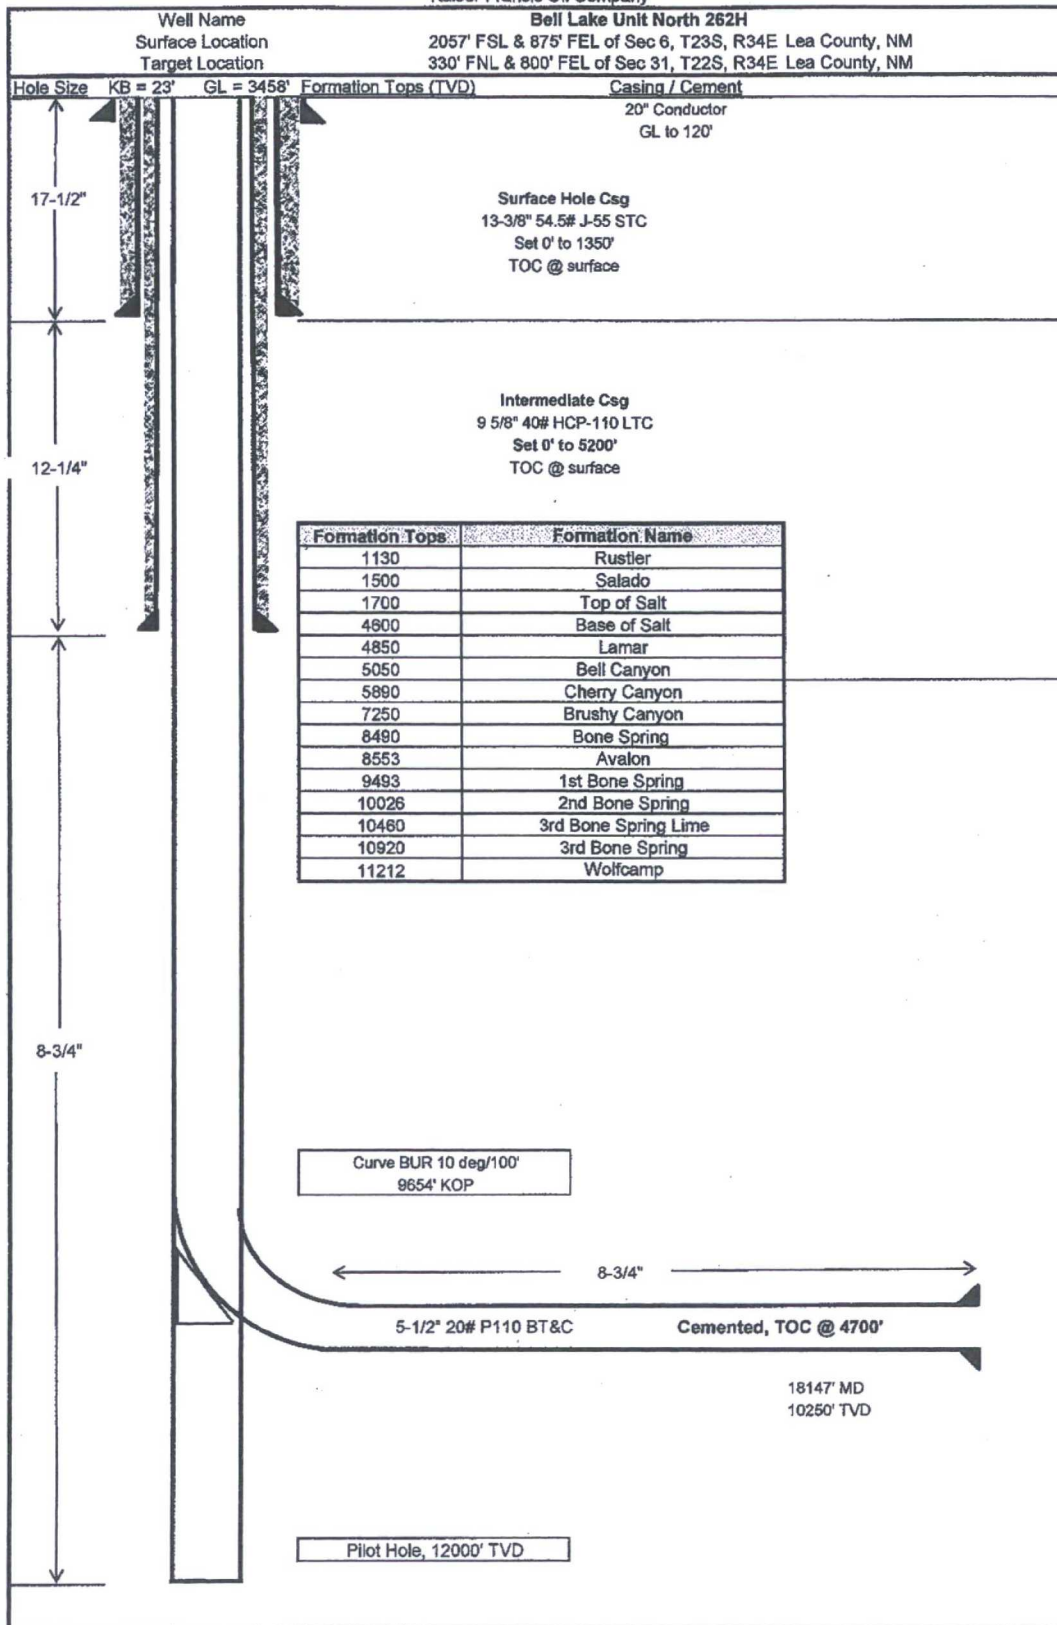 Well Name Bell Lake Unit North 262H
Surface Location 2057' FSL & 875' FEL of Sec 6, T23S, R34E Lea County, NM
Target Location 330' FNL & 800' FEL of Sec 31, T22S, R34E Lea County, NM
Hole Size KB = 23' GL = 3458' Formation Tops (TVD) Casing / Cement
20" Conductor
GL to 120'
17-1/2"
Surface Hole Csg
13-3/8" 54.5# J-55 STC
Set 0' to 1350'
TOC @ surface
Intermediate Csg
9 5/8" 40# HCP-110 LTC
Set 0' to 5200'
TOC @ surface
12-1/4"
Formation Tops Formation Name
1130 Rustler
1500 Salado
1700 Top of Salt
4600 Base of Salt
4850 Lamar
5050 Bell Canyon
5890 Cherry Canyon
7250 Brushy Canyon
8490 Bone Spring
8553 Avalon
9493 1st Bone Spring
10026 2nd Bone Spring
10460 3rd Bone Spring Lime
10920 3rd Bone Spring
11212 Wolfcamp
8-3/4"
Curve BUR 10 deg/100'
9654' KOP
8-3/4"
5-1/2" 20# P110 BT&C Cemented, TOC @ 4700'
18147' MD
10250' TVD
Pilot Hole, 12000' TVD